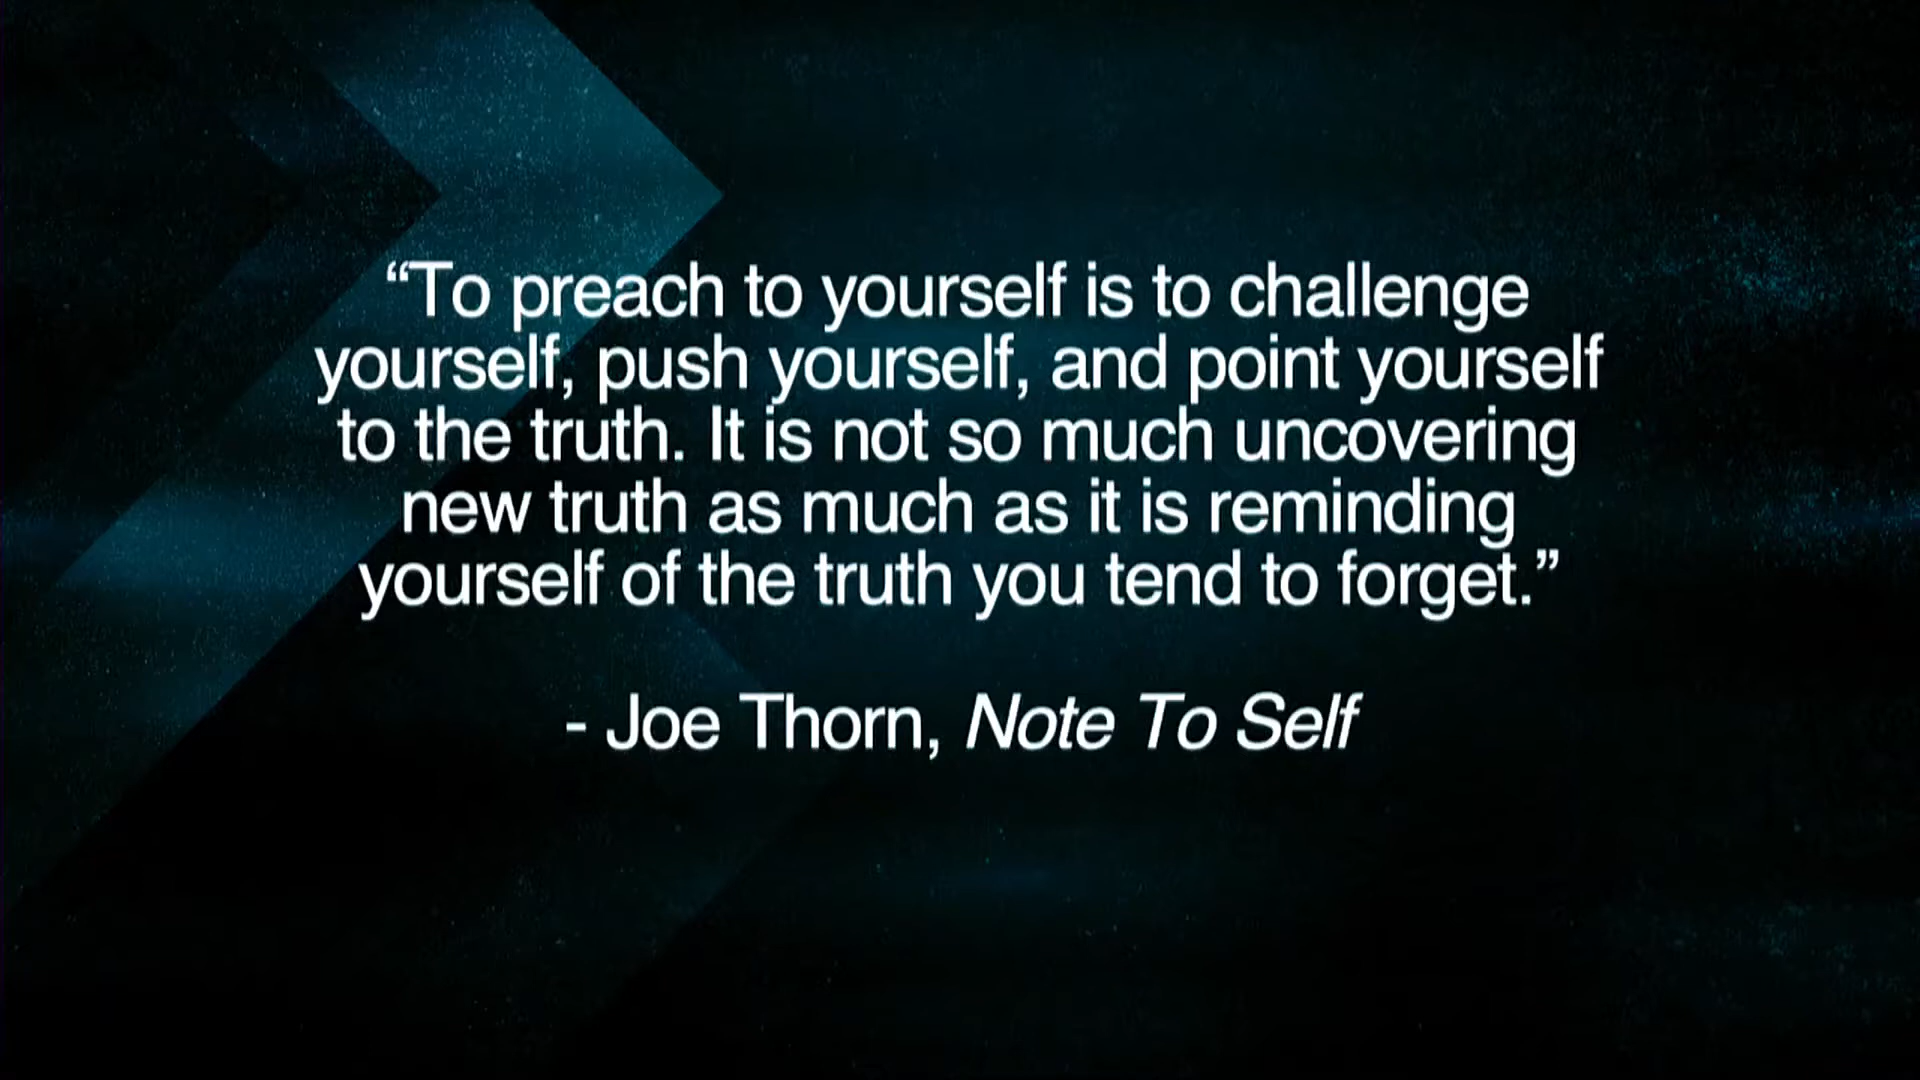 “To preach to yourself is to challenge
yourself, push yourself, and point yourself
to the truth. It is not so much uncovering
new truth as much as it is reminding
yourself of the truth you tend to forget.”
- Joe Thorn, Note To Self